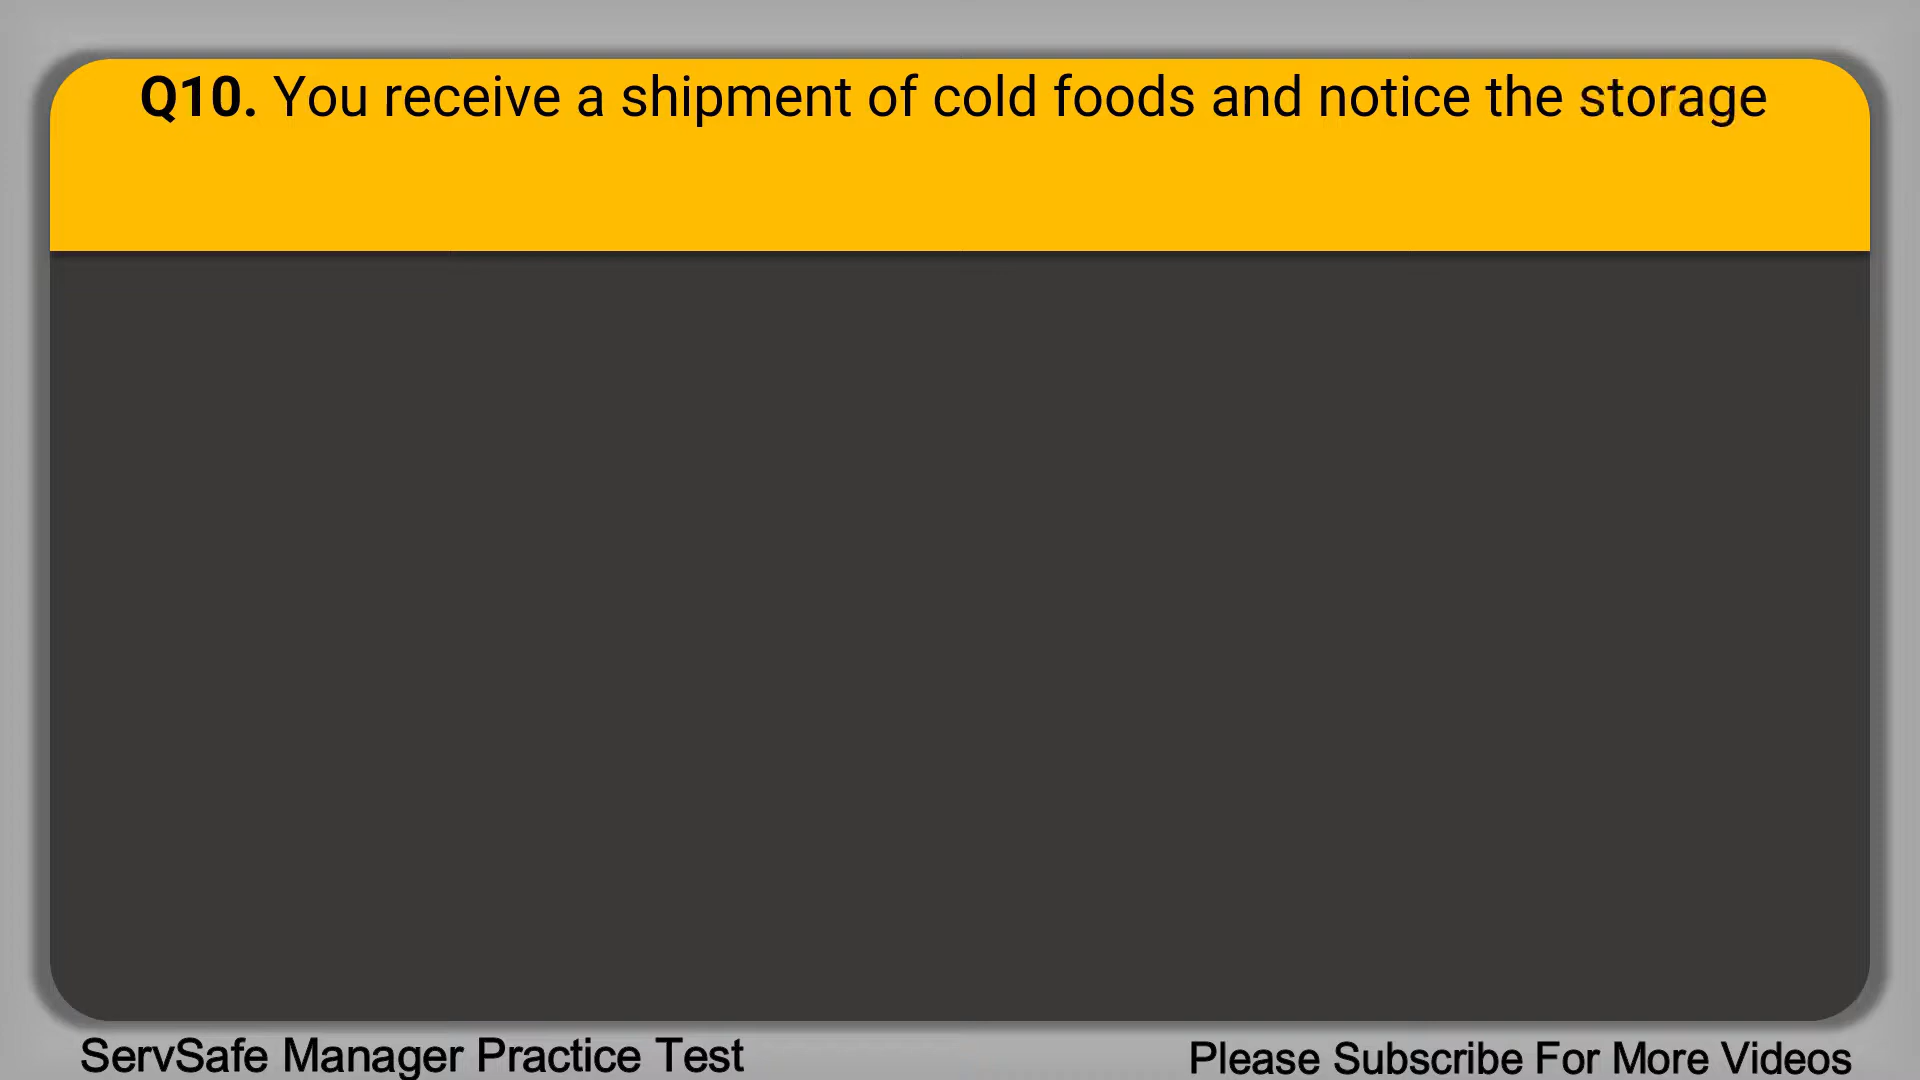 Q10. You receive a shipment of cold foods and notice the storage
ServSafe Manager Practice Test
Please Subscribe For More Videos